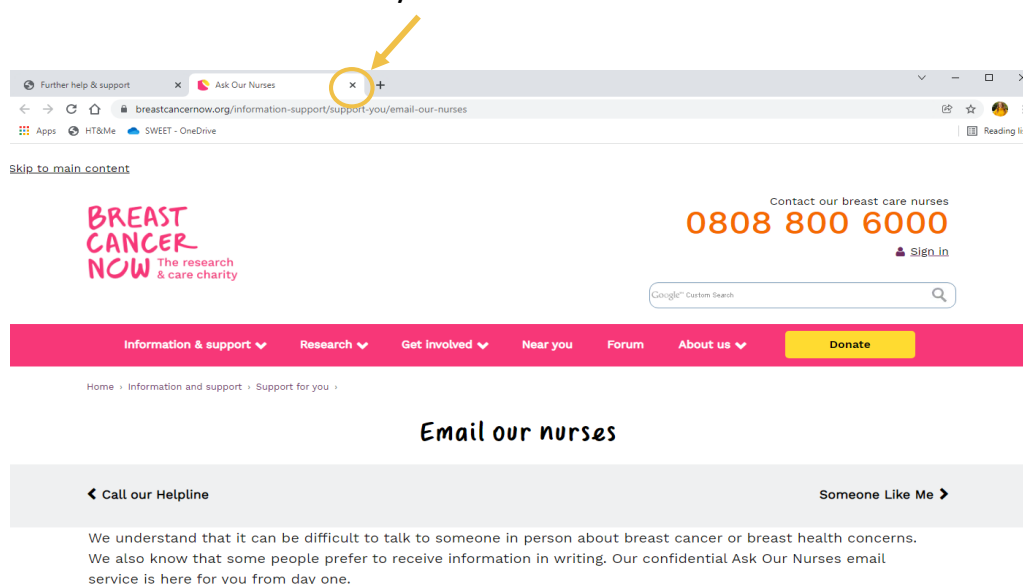 Further help & support
Ask Our Nurses
breastcancernow.org/information-support/support-you/email-our-nurses
Apps HT&Me SWEET - OneDrive Reading
Skip to main content
BREAST
CANCER
NOW The research
& care charity
Contact our breast care nurses
0808 800 6000
Sign in
Google Custom Search
Information & support Research Get involved Near you Forum About us Donate
Home › Information and support › Support for you ›
Email our nurses
Call our Helpline Someone Like Me
We understand that it can be difficult to talk to someone in person about breast cancer or breast health concerns.
We also know that some people prefer to receive information in writing. Our confidential Ask Our Nurses email
service is here for you from day one.